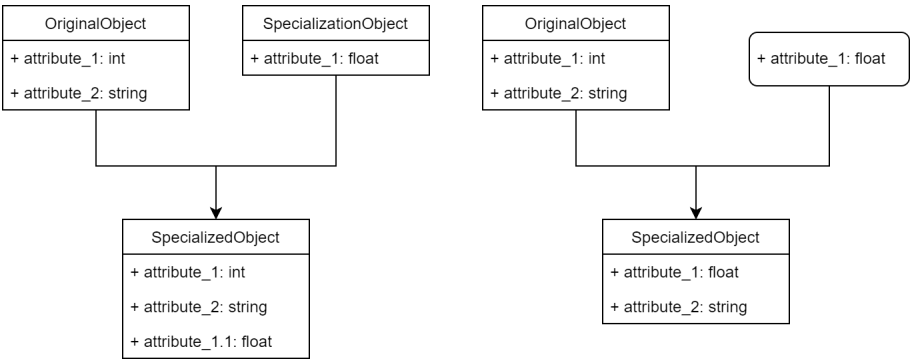 OriginalObject
+ attribute_1: int
+ attribute_2: string
SpecializationObject
+ attribute_1: float
SpecializedObject
+ attribute_1: int
+ attribute_2: string
+ attribute_1.1: float
OriginalObject
+ attribute_1: int
+ attribute_2: string
+ attribute_1: float
SpecializedObject
+ attribute_1: float
+ attribute_2: string